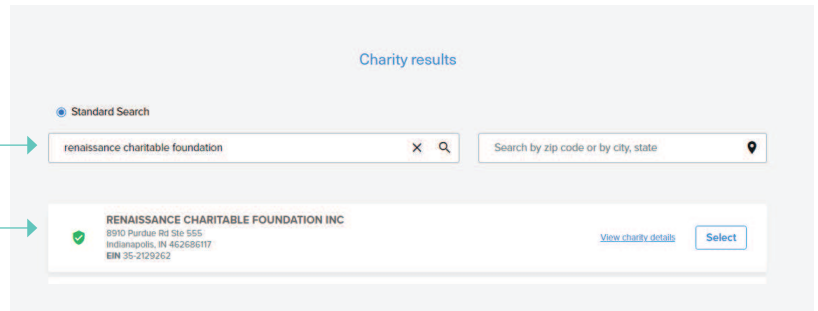 Charity results
Standard Search
renaissance charitable foundation
Search by zip code or by city, state
RENAISSANCE CHARITABLE FOUNDATION INC
8910 Purdue Rd Ste 555
Indianapolis, IN 462686117
EIN 35-2129262
View charity details
Select